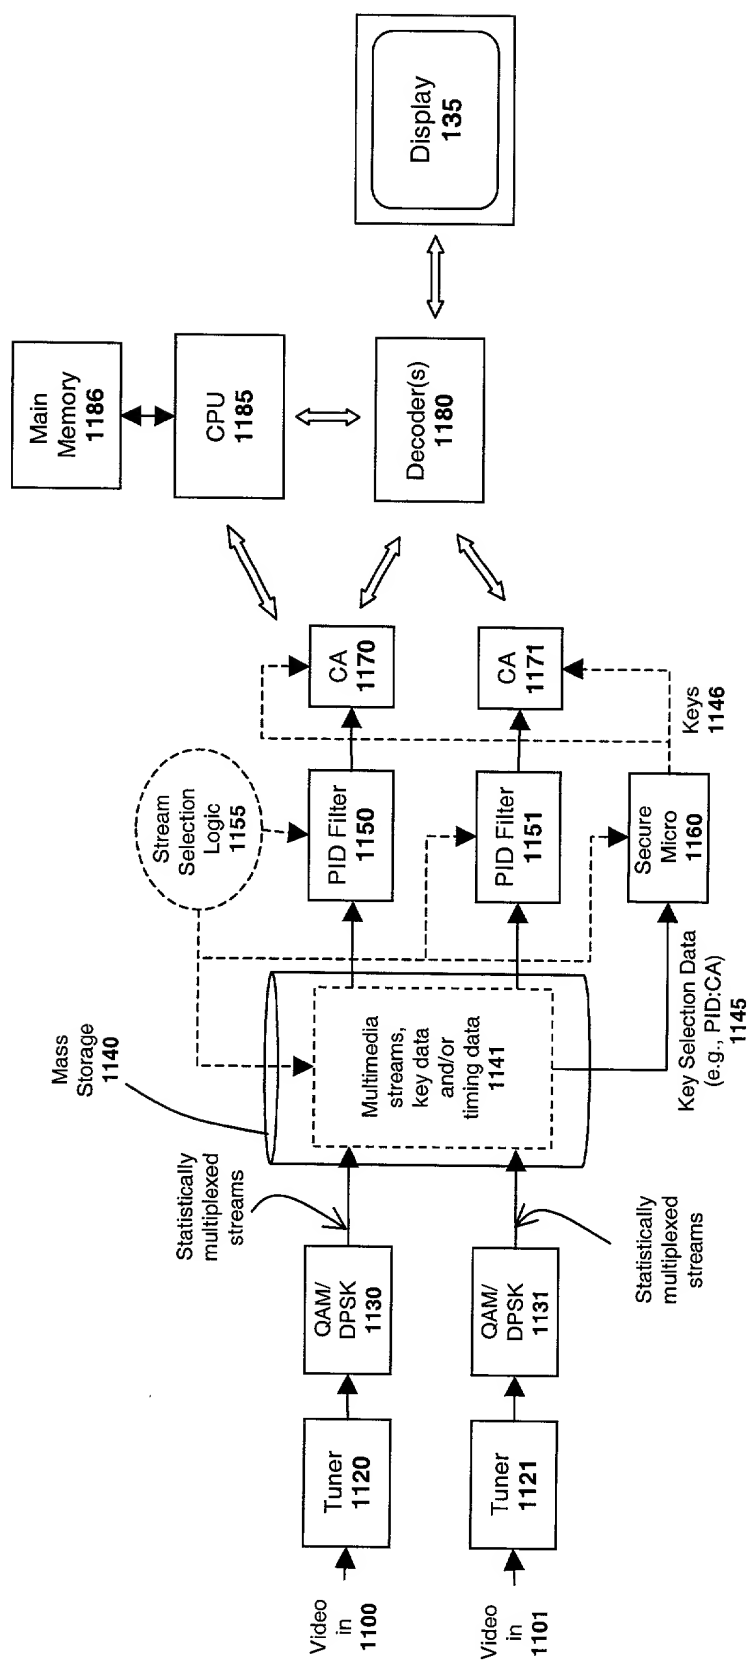 Video
in
1100
Video
in
1101
Tuner
1120
Tuner
1121
QAM/
DPSK
1130
QAM/
DPSK
1131
Statistically
multiplexed
streams
Statistically
multiplexed
streams
Mass
Storage
1140
Multimedia
streams,
key data
and/or
timing data
1141
Key Selection Data
(e.g., PID:CA)
1145
Stream
Selection
Logic
1155
PID Filter
1150
PID Filter
1151
Secure
Micro
1160
Keys
1146
CA
1170
CA
1171
Main
Memory
1186
CPU
1185
Decoder(s)
1180
Display
135